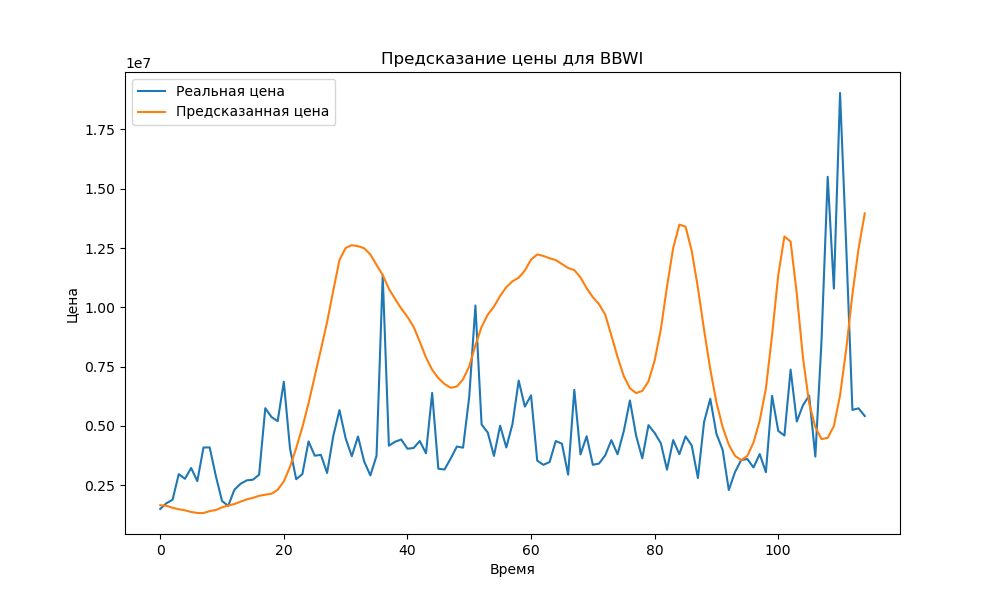 Предсказание цены для BBWI
1e7
Реальная цена
Предсказанная цена
Цена
1.75
1.50
1.25
1.00
0.75
0.50
0.25
0 20 40 60 80 100
Время